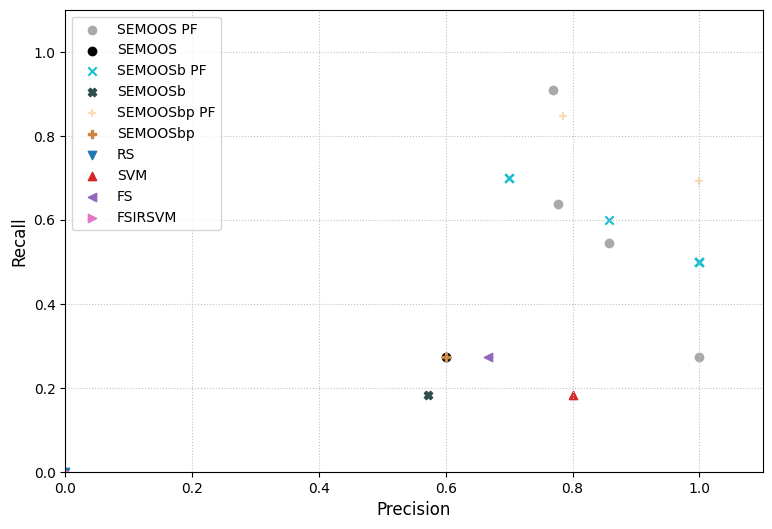 1.0
0.8
0.6
0.4
0.2
0.0
Recall
SEMOOS PF
SEMOOS
SEMOOSb PF
SEMOOSb
SEMOOSbp PF
SEMOOSbp
RS
SVM
FS
FSIRSVM
0.0 0.2 0.4 0.6 0.8 1.0
Precision